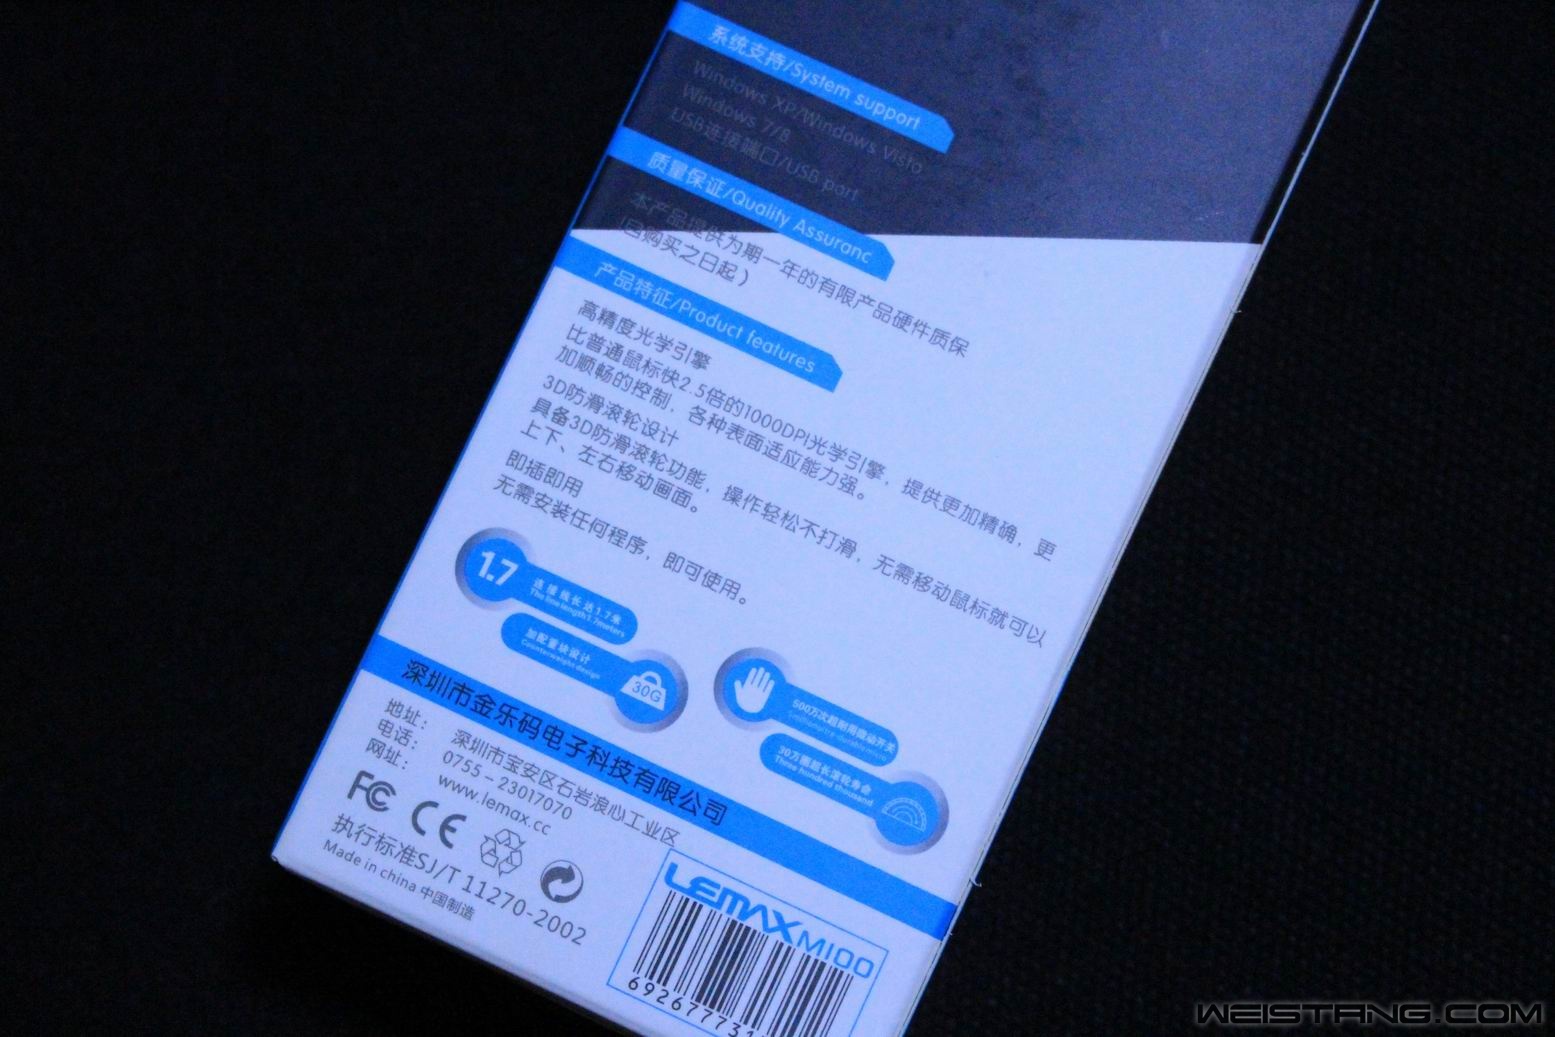 系统支持/System support
Windows XP/Windows Visto
Windows 7/8
USB连接端口/USB port
质量保证/Quality Assuranc
本产品提供为期一年的有限产品硬件质保
(自购买之日起)
产品特征/Product features
高精度光学引擎
比普通鼠标快2.5倍的1000DPI光学引擎，提供更加精确，更
加顺畅的控制，各种表面适应能力强。
3D防滑滚轮设计
具备3D防滑滚轮功能，操作轻松不打滑，无需移动鼠标就可以
上下、左右移动画面。
即插即用
无需安装任何程序，即可使用。
1.7
连接线长达1.7米
The line length1.7meters
加配重块设计
Counterweight design
30G
500万次超耐用微动开关
30万圈超长滚轮寿命
Three hundred thousand
深圳市金乐码电子科技有限公司
地址： 深圳市宝安区石岩浪心工业区
电话： 0755-23017070
网址： www.lemax.cc
FC CE
执行标准SJ/T 11270-2002
Made in china 中国制造
LEMAX M100
692677731
WEISTANG.COM